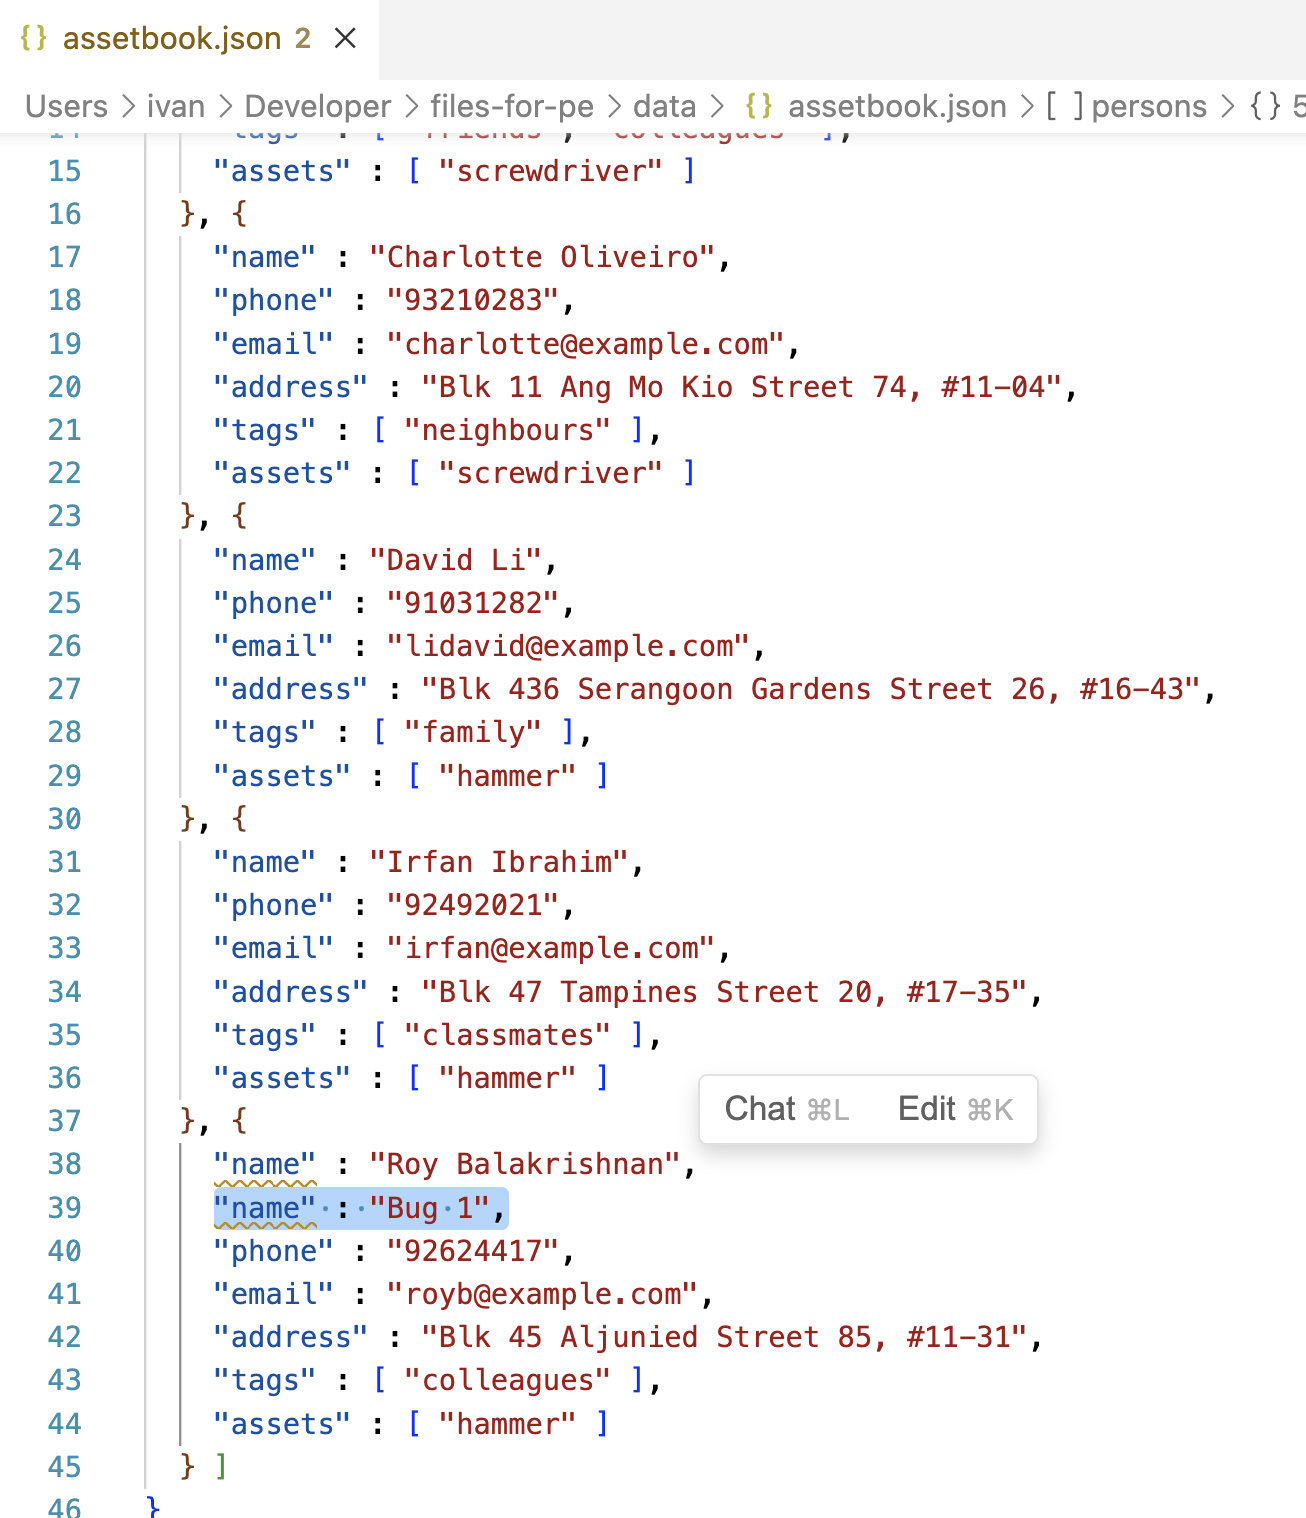 {} assetbook.json 2 ×
Users > ivan > Developer > files-for-pe > data > {} assetbook.json > [ ] persons > {} 5
14 "tags" : [ "friends", "colleagues" ],
15 "assets" : [ "screwdriver" ]
16 }, {
17 "name" : "Charlotte Oliveiro",
18 "phone" : "93210283",
19 "email" : "charlotte@example.com",
20 "address" : "Blk 11 Ang Mo Kio Street 74, #11-04",
21 "tags" : [ "neighbours" ],
22 "assets" : [ "screwdriver" ]
23 }, {
24 "name" : "David Li",
25 "phone" : "91031282",
26 "email" : "lidavid@example.com",
27 "address" : "Blk 436 Serangoon Gardens Street 26, #16-43",
28 "tags" : [ "family" ],
29 "assets" : [ "hammer" ]
30 }, {
31 "name" : "Irfan Ibrahim",
32 "phone" : "92492021",
33 "email" : "irfan@example.com",
34 "address" : "Blk 47 Tampines Street 20, #17-35",
35 "tags" : [ "classmates" ],
36 "assets" : [ "hammer" ]
Chat ⌘L Edit ⌘K
37 }, {
38 "name" : "Roy Balakrishnan",
39 "name" : "Bug 1",
40 "phone" : "92624417",
41 "email" : "royb@example.com",
42 "address" : "Blk 45 Aljunied Street 85, #11-31",
43 "tags" : [ "colleagues" ],
44 "assets" : [ "hammer" ]
45 } ]
46 }